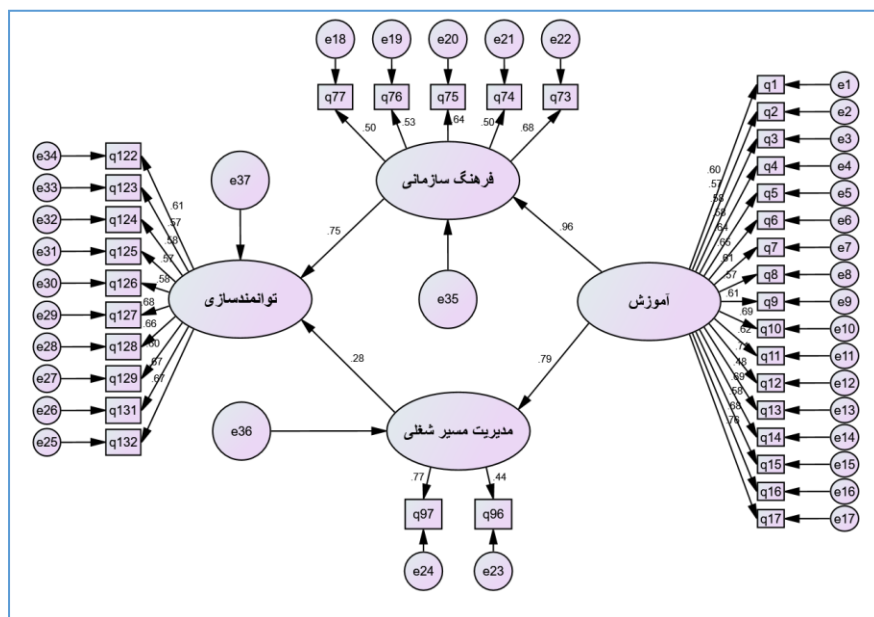 e18
e19
e20
e21
e22
q77
q76
q75
q74
q73
.50
.53
.64
.50
.68
فرهنگ سازمانی
e35
.96
.75
آموزش
.79
.28
q1
e1
q2
e2
q3
e3
q4
e4
q5
e5
q6
e6
q7
e7
q8
e8
q9
e9
q10
e10
q11
e11
q12
e12
q13
e13
q14
e14
q15
e15
q16
e16
q17
e17
.60
.57
.58
.58
.64
.65
.61
.57
.61
.69
.62
.48
.69
.58
.68
.78
e37
توانمندسازی
e34
q122
e33
q123
e32
q124
e31
q125
e30
q126
e29
q127
e28
q128
e27
q129
e26
q131
e25
q132
.61
.57
.58
.57
.58
.68
.66
.60
.67
.67
e36
مدیریت مسیر شغلی
.77
.44
q97
q96
e24
e23